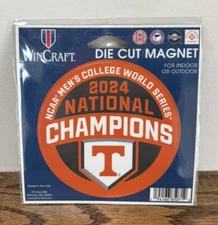 WINCRAFT
DIE CUT MAGNET
FOR INDOOR
OR OUTDOOR
NCAA® MEN'S COLLEGE WORLD SERIES®
2024
NATIONAL
CHAMPIONS
T